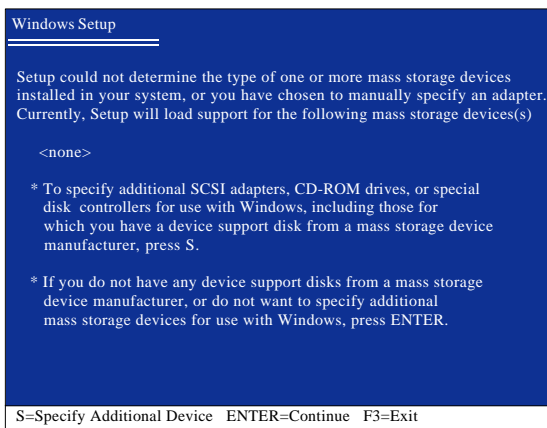 Windows Setup
Setup could not determine the type of one or more mass storage devices
installed in your system, or you have chosen to manually specify an adapter.
Currently, Setup will load support for the following mass storage devices(s)
<none>
* To specify additional SCSI adapters, CD-ROM drives, or special
disk controllers for use with Windows, including those for
which you have a device support disk from a mass storage device
manufacturer, press S.
* If you do not have any device support disks from a mass storage
device manufacturer, or do not want to specify additional
mass storage devices for use with Windows, press ENTER.
S=Specify Additional Device ENTER=Continue F3=Exit